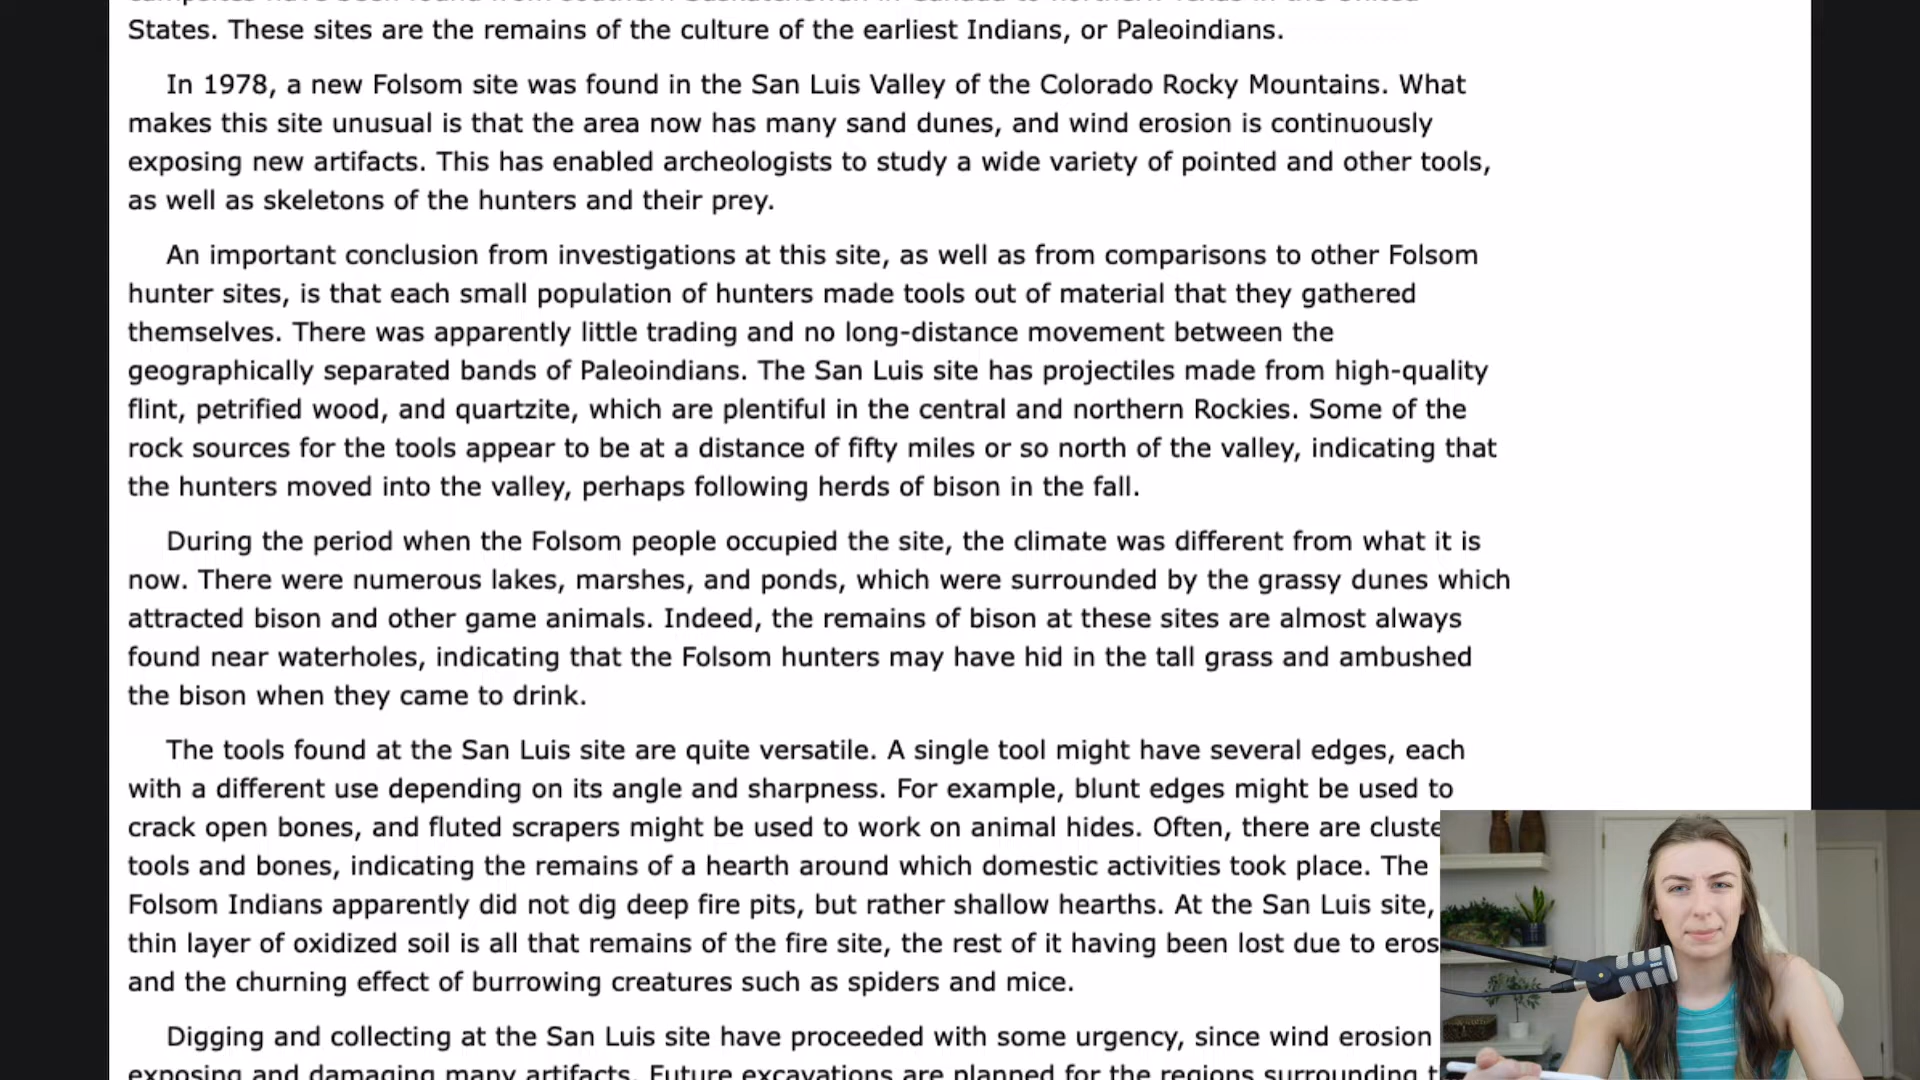 States. These sites are the remains of the culture of the earliest Indians, or Paleoindians.
In 1978, a new Folsom site was found in the San Luis Valley of the Colorado Rocky Mountains. What
makes this site unusual is that the area now has many sand dunes, and wind erosion is continuously
exposing new artifacts. This has enabled archeologists to study a wide variety of pointed and other tools,
as well as skeletons of the hunters and their prey.
An important conclusion from investigations at this site, as well as from comparisons to other Folsom
hunter sites, is that each small population of hunters made tools out of material that they gathered
themselves. There was apparently little trading and no long-distance movement between the
geographically separated bands of Paleoindians. The San Luis site has projectiles made from high-quality
flint, petrified wood, and quartzite, which are plentiful in the central and northern Rockies. Some of the
rock sources for the tools appear to be at a distance of fifty miles or so north of the valley, indicating that
the hunters moved into the valley, perhaps following herds of bison in the fall.
During the period when the Folsom people occupied the site, the climate was different from what it is
now. There were numerous lakes, marshes, and ponds, which were surrounded by the grassy dunes which
attracted bison and other game animals. Indeed, the remains of bison at these sites are almost always
found near waterholes, indicating that the Folsom hunters may have hid in the tall grass and ambushed
the bison when they came to drink.
The tools found at the San Luis site are quite versatile. A single tool might have several edges, each
with a different use depending on its angle and sharpness. For example, blunt edges might be used to
crack open bones, and fluted scrapers might be used to work on animal hides. Often, there are cluste
tools and bones, indicating the remains of a hearth around which domestic activities took place. The
Folsom Indians apparently did not dig deep fire pits, but rather shallow hearths. At the San Luis site,
thin layer of oxidized soil is all that remains of the fire site, the rest of it having been lost due to eros
and the churning effect of burrowing creatures such as spiders and mice.
Digging and collecting at the San Luis site have proceeded with some urgency, since wind erosion
exposing and damaging many artifacts. Future excavations are planned for the regions surrounding t